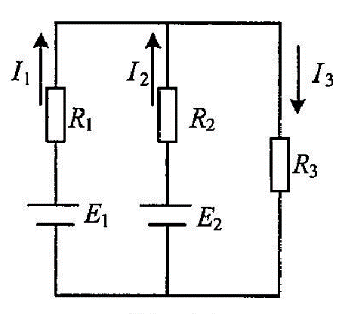 I₁ I₂ I₃
R₁ R₂
R₃
E₁ E₂